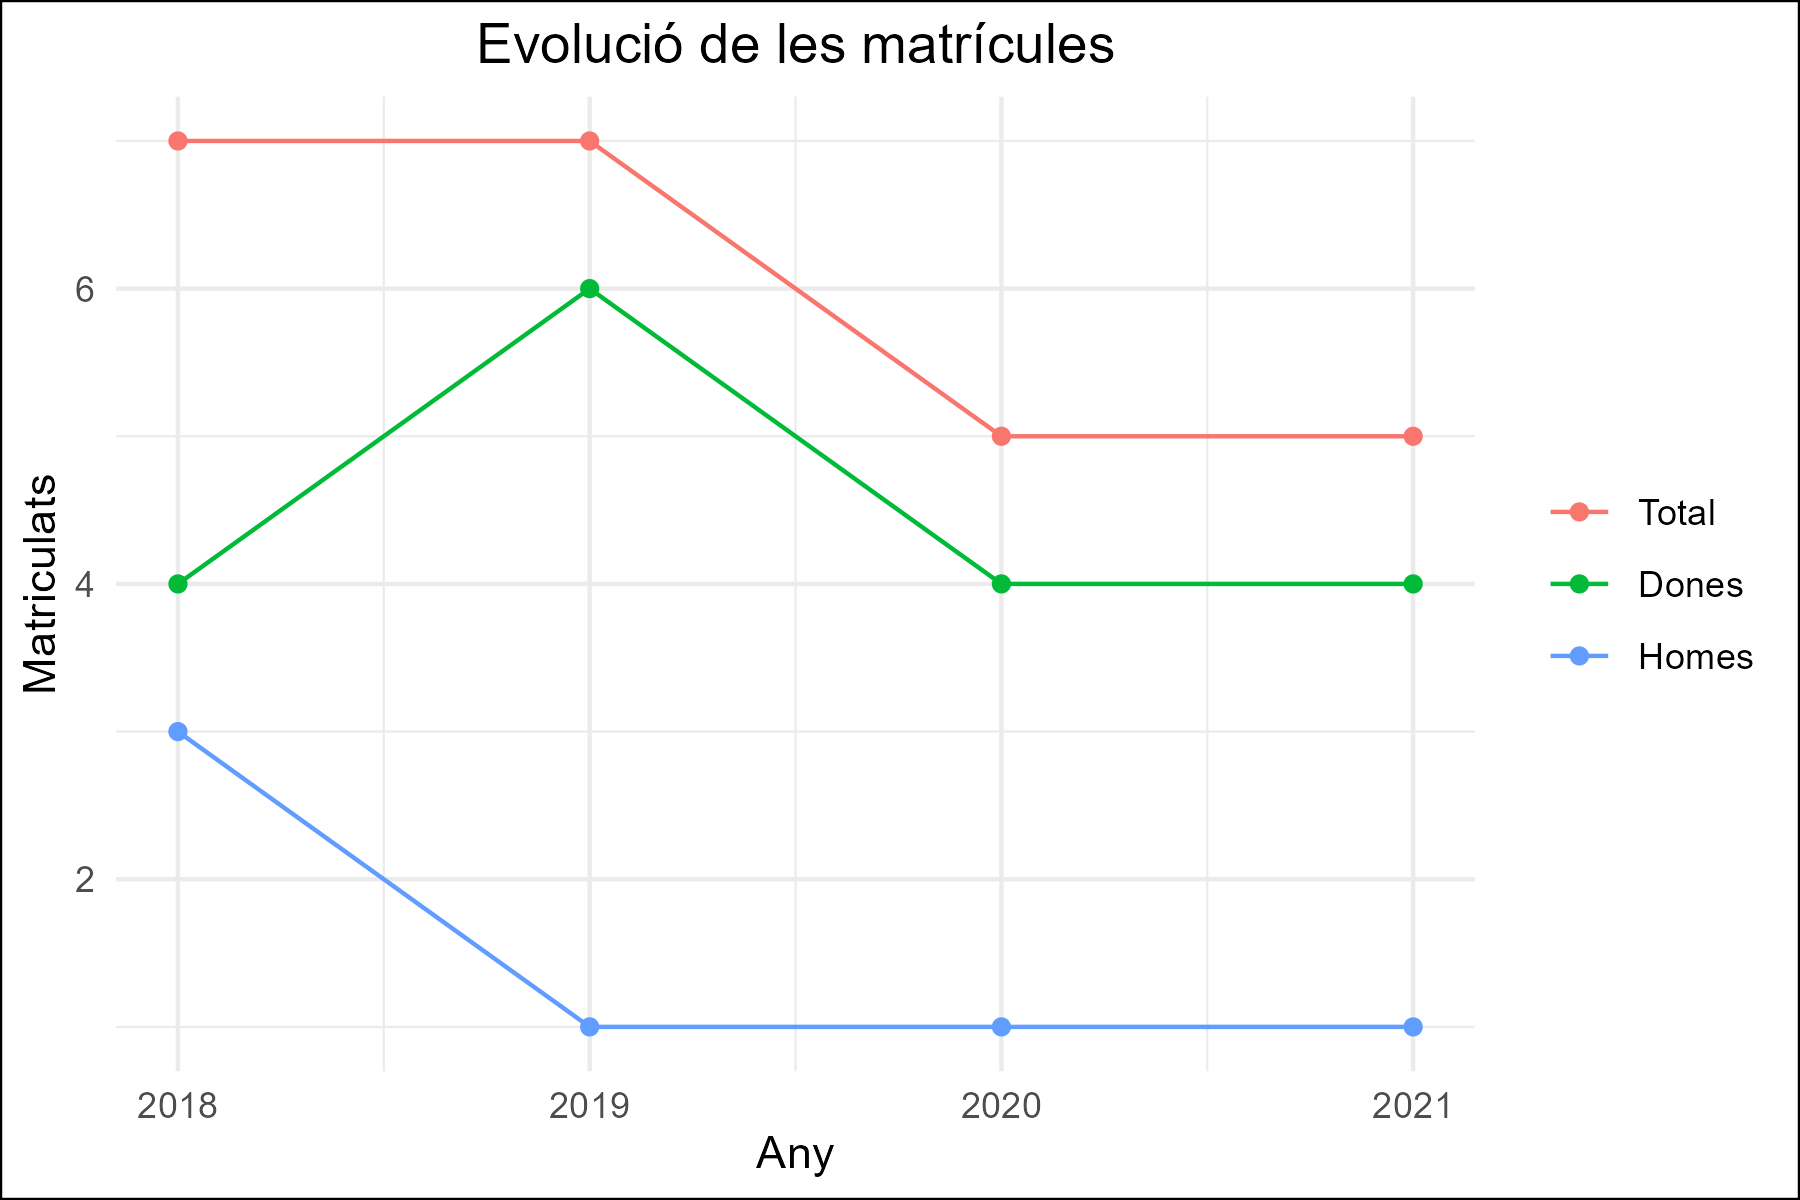 Evolució de les matrícules
Matriculats
6
4
2
2018
2019
2020
2021
Any
Total
Dones
Homes